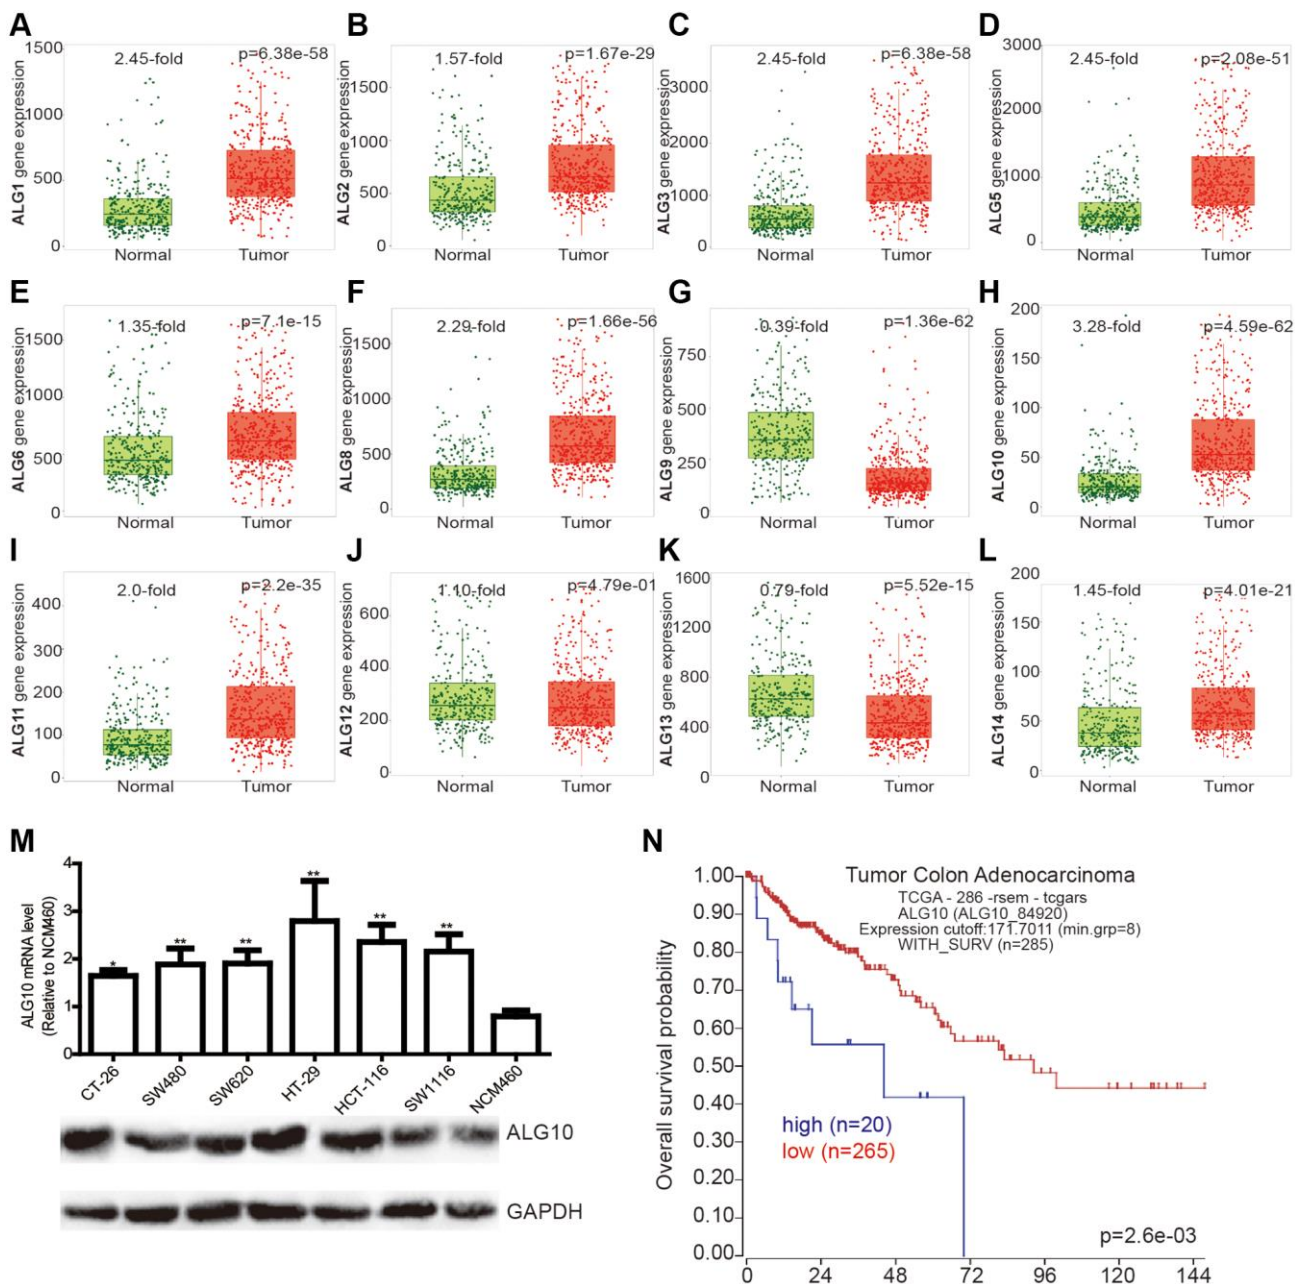 A
1500
1000
500
0
ALG1 gene expression
2.45-fold
p=6.38e-58
Normal
Tumor
B
1500
1000
500
0
ALG2 gene expression
1.57-fold
p=1.67e-29
Normal
Tumor
C
3000
2000
1000
0
ALG3 gene expression
2.45-fold
p=6.38e-58
Normal
Tumor
D
3000
2000
1000
0
ALG5 gene expression
2.45-fold
p=2.08e-51
Normal
Tumor
E
1500
1000
500
0
ALG6 gene expression
1.35-fold
p=7.1e-15
Normal
Tumor
F
1500
1000
500
0
ALG8 gene expression
2.29-fold
p=1.66e-56
Normal
Tumor
G
750
500
250
0
ALG9 gene expression
0.39-fold
p=1.36e-62
Normal
Tumor
H
200
150
100
50
0
ALG10 gene expression
3.28-fold
p=4.59e-62
Normal
Tumor
I
400
300
200
100
0
ALG11 gene expression
2.0-fold
p=2.2e-35
Normal
Tumor
J
600
400
200
0
ALG12 gene expression
1.10-fold
p=4.79e-01
Normal
Tumor
K
1600
1200
800
400
0
ALG13 gene expression
0.79-fold
p=5.52e-15
Normal
Tumor
L
200
150
100
50
0
ALG14 gene expression
1.45-fold
p=4.01e-21
Normal
Tumor
M
4
3
2
1
0
ALG10 mRNA level
(Relative to NCM460)
*
**
**
**
**
**
CT-26
SW480
SW620
HT-29
HCT-116
SW1116
NCM460
ALG10
GAPDH
N
Tumor Colon Adenocarcinoma
TCGA - 286 -rsem - tcgars
ALG10 (ALG10_84920)
Expression cutoff:171.7011 (min.grp=8)
WITH_SURV (n=285)
1.00
0.90
0.80
0.70
0.60
0.50
0.40
0.30
0.20
0.10
0.00
Overall survival probability
high (n=20)
low (n=265)
p=2.6e-03
0
24
48
72
96
120
144